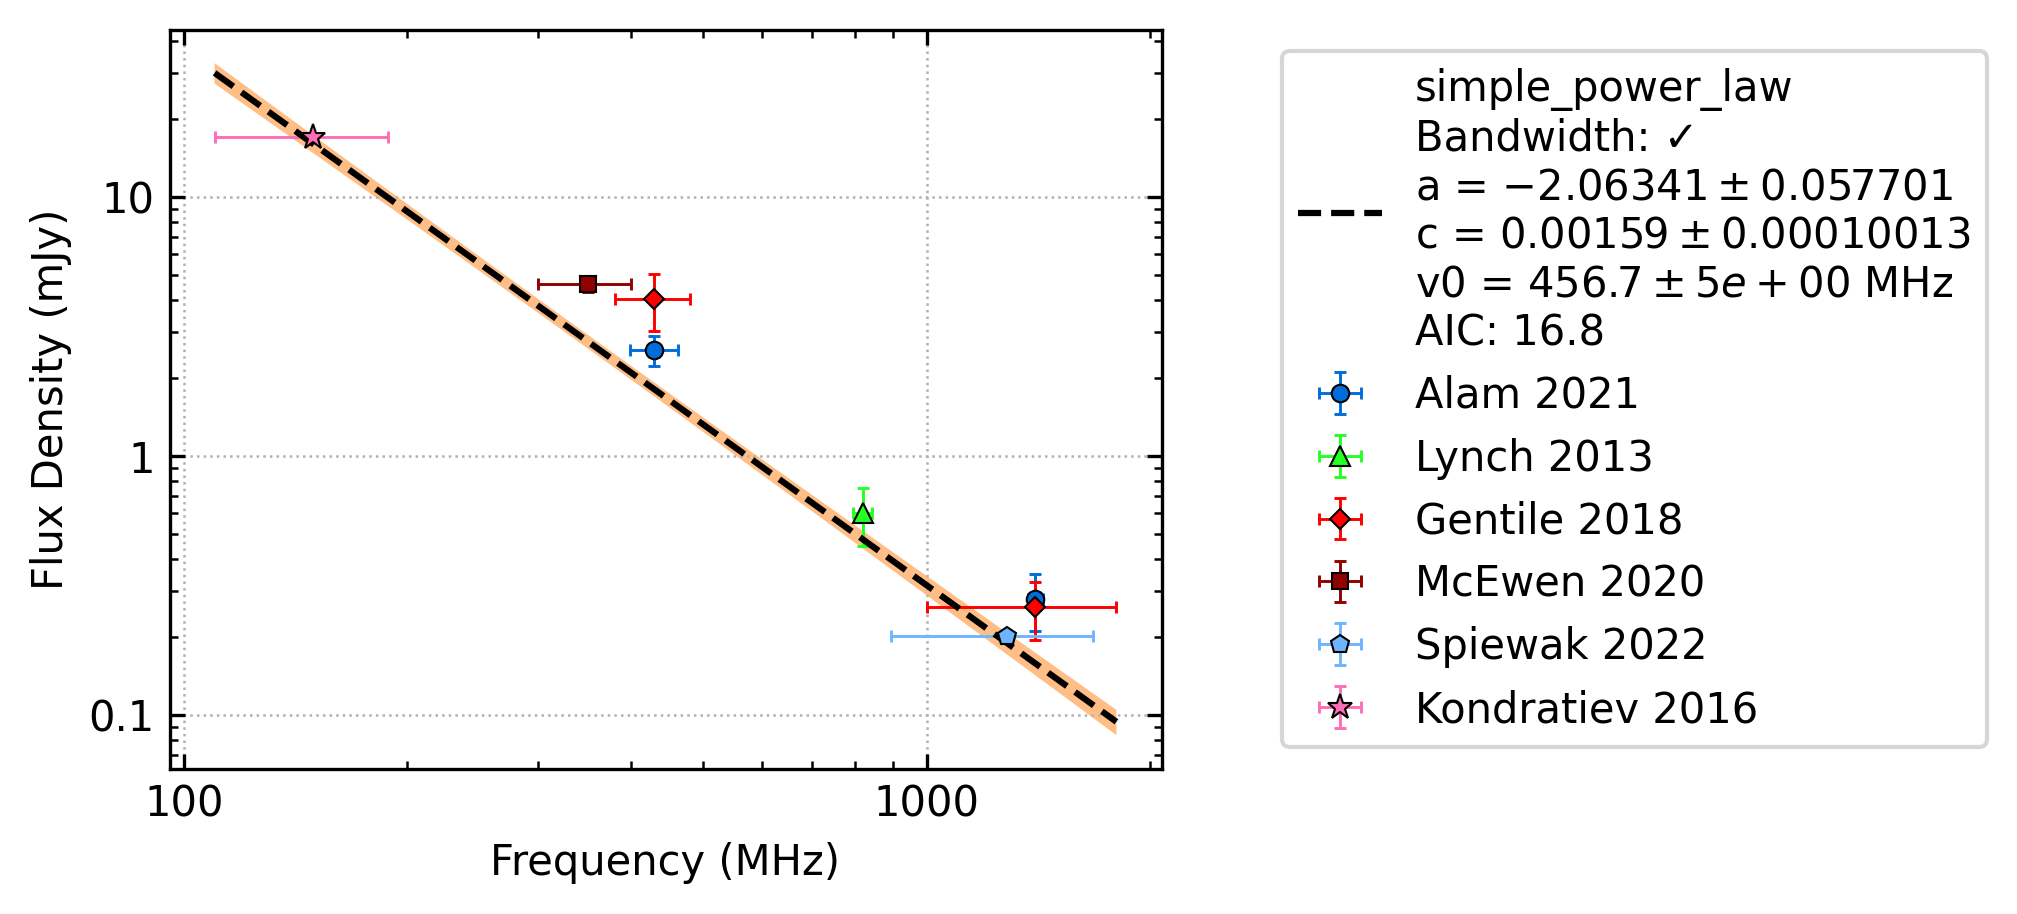 10
1
0.1
100
1000
Flux Density (mJy)
Frequency (MHz)
simple_power_law
Bandwidth: ✓
a = −2.06341 ± 0.057701
c = 0.00159 ± 0.00010013
v0 = 456.7 ± 5e + 00 MHz
AIC: 16.8
Alam 2021
Lynch 2013
Gentile 2018
McEwen 2020
Spiewak 2022
Kondratiev 2016